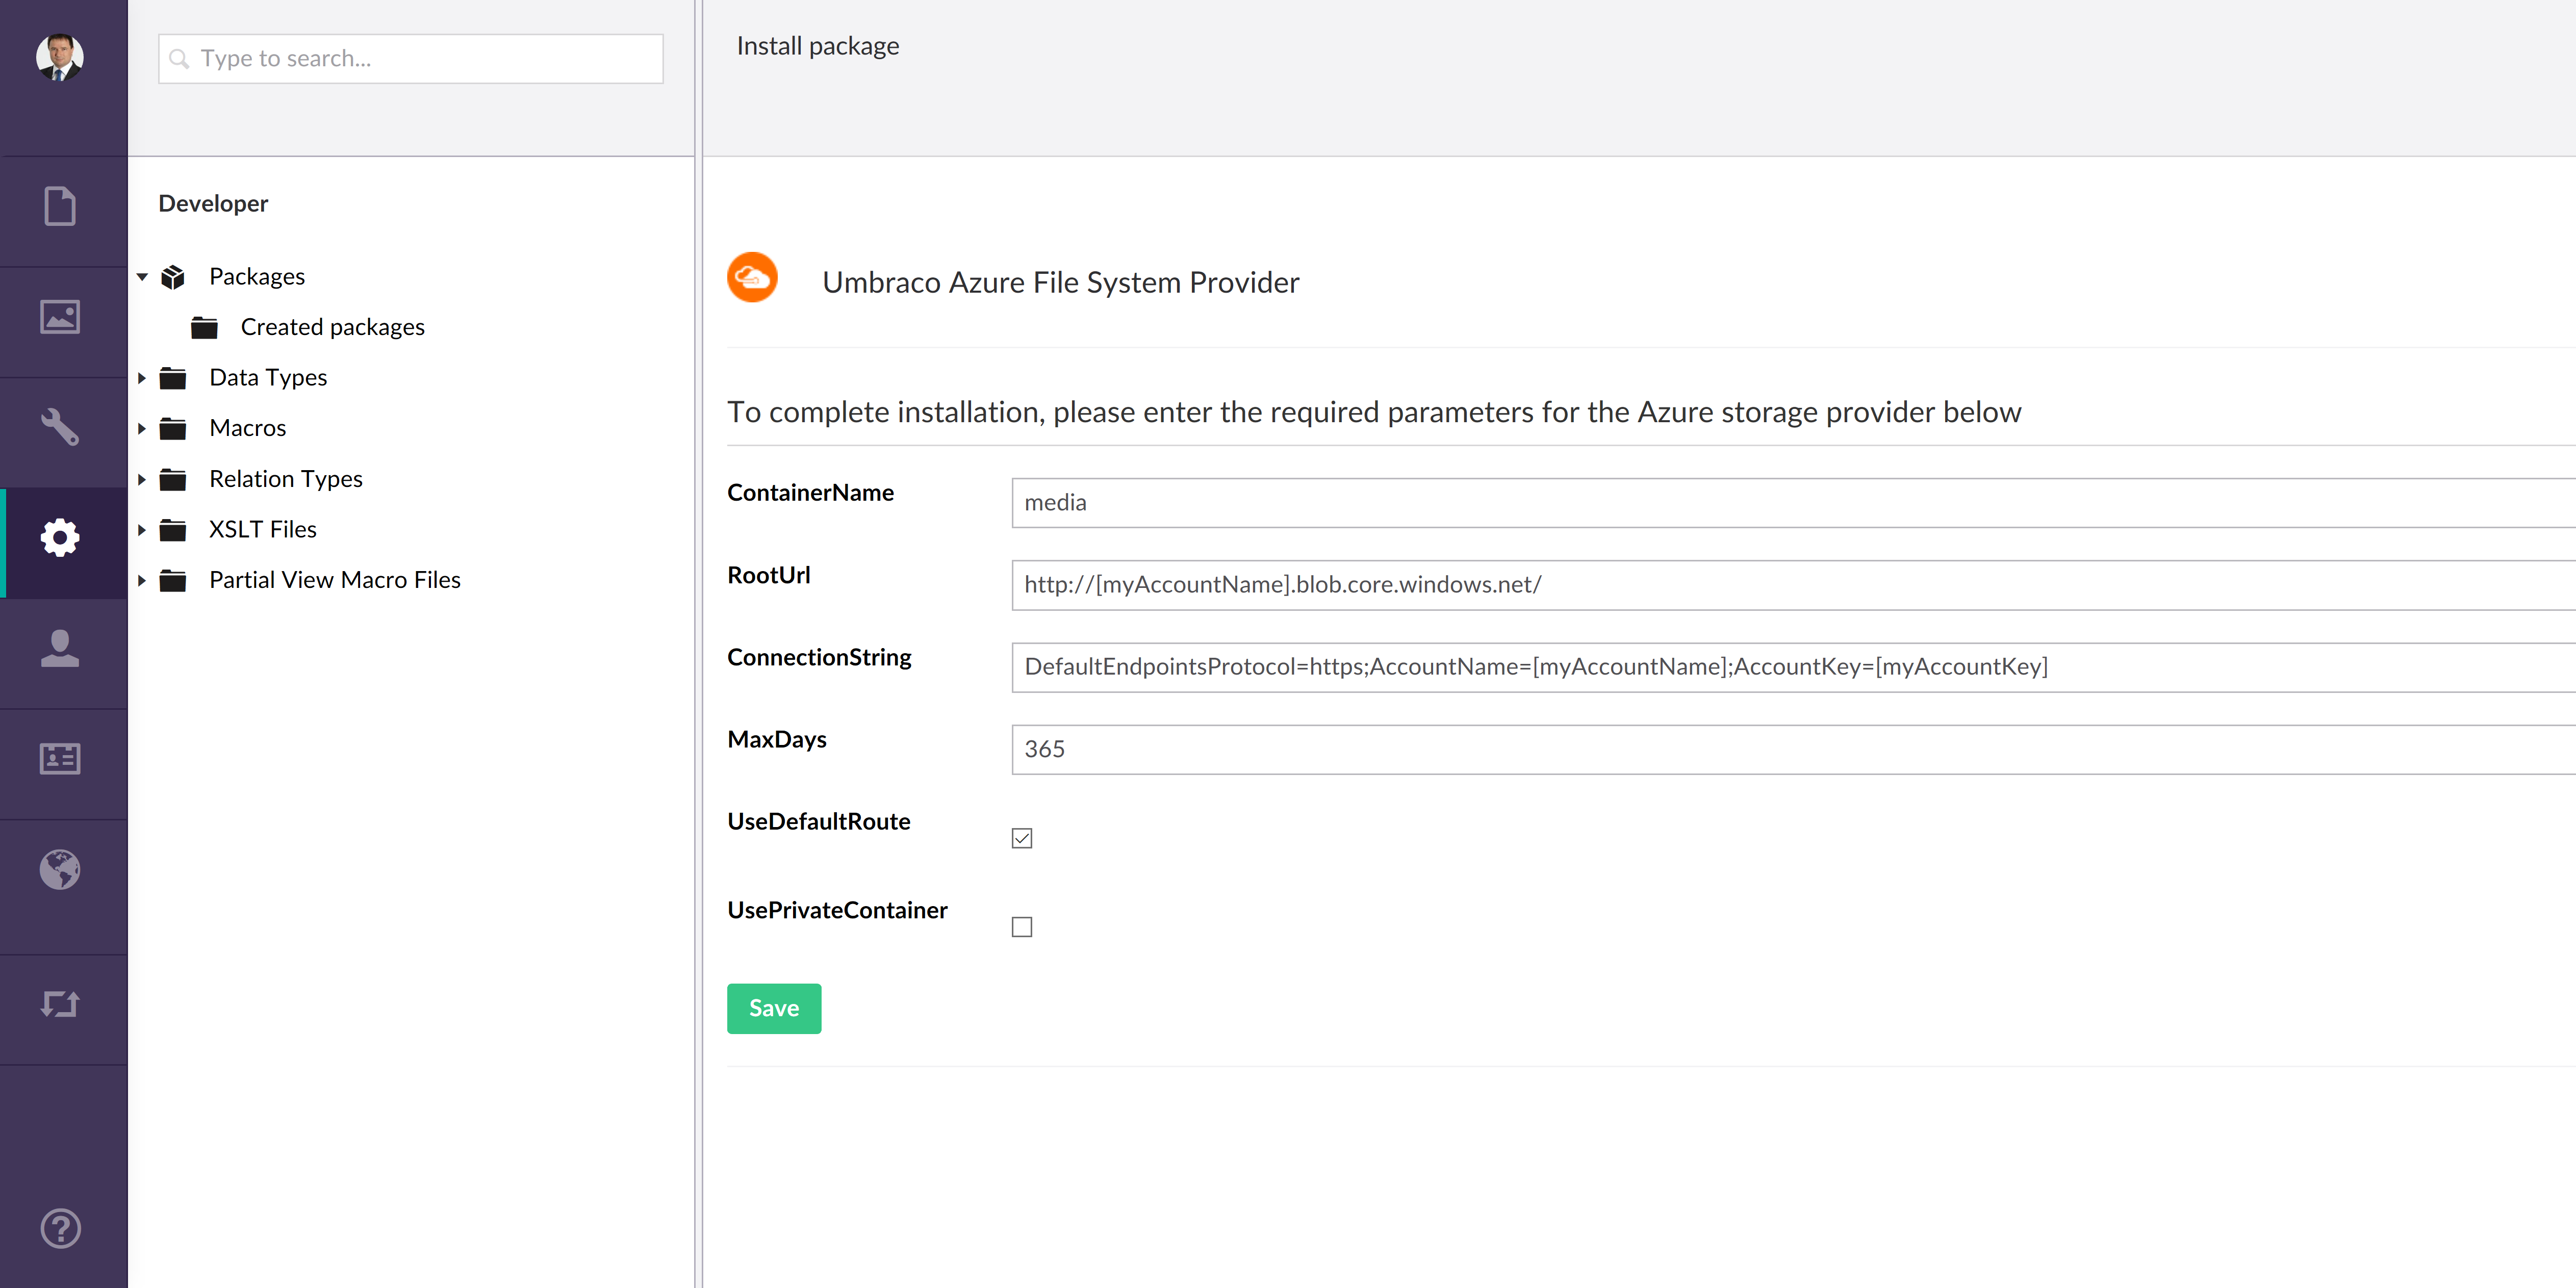 Type to search...
Install package
Developer
Packages
Created packages
Data Types
Macros
Relation Types
XSLT Files
Partial View Macro Files
Umbraco Azure File System Provider
To complete installation, please enter the required parameters for the Azure storage provider below
ContainerName
media
RootUrl
http://[myAccountName].blob.core.windows.net/
ConnectionString
DefaultEndpointsProtocol=https;AccountName=[myAccountName];AccountKey=[myAccountKey]
MaxDays
365
UseDefaultRoute
UsePrivateContainer
Save